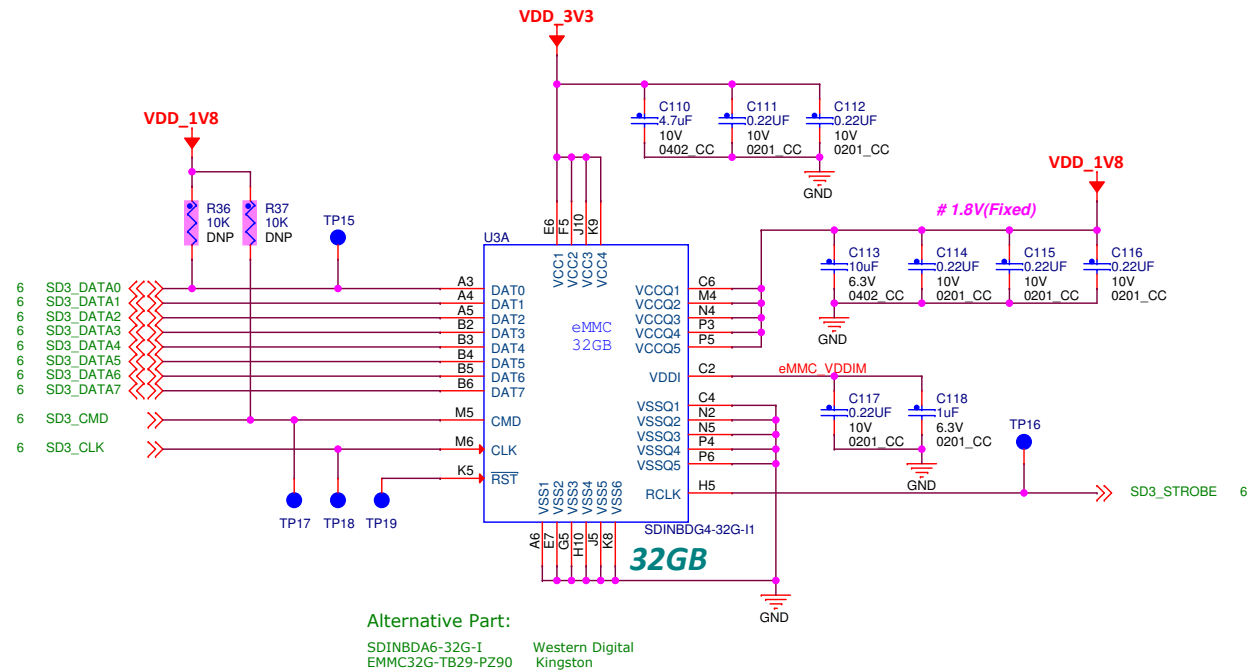 VDD_3V3
C110
4.7uF
10V
0402_CC
C111
0.22UF
10V
0201_CC
C112
0.22UF
10V
0201_CC
GND
VDD_1V8
R36
10K
DNP
R37
10K
DNP
TP15
VDD_1V8
# 1.8V(Fixed)
C113
10uF
6.3V
0402_CC
C114
0.22UF
10V
0201_CC
C115
0.22UF
10V
0201_CC
C116
0.22UF
10V
0201_CC
GND
U3A
E6 F5 J10 K9
VCC1 VCC2 VCC3 VCC4
eMMC
32GB
6 SD3_DATA0 A3 DAT0
6 SD3_DATA1 A4 DAT1
6 SD3_DATA2 A5 DAT2
6 SD3_DATA3 B2 DAT3
6 SD3_DATA4 B3 DAT4
6 SD3_DATA5 B4 DAT5
6 SD3_DATA6 B5 DAT6
6 SD3_DATA7 B6 DAT7
6 SD3_CMD M5 CMD
6 SD3_CLK M6 CLK
K5 RST
TP17 TP18 TP19
VCCQ1 C6
VCCQ2 M4
VCCQ3 N4
VCCQ4 P3
VCCQ5 P5
VDDI C2 eMMC_VDDIM
VSSQ1 C4
VSSQ2 N2
VSSQ3 N5
VSSQ4 P4
VSSQ5 P6
RCLK H5
C117
0.22UF
10V
0201_CC
C118
1uF
6.3V
0201_CC
GND
TP16
SD3_STROBE 6
VSS1 VSS2 VSS3 VSS4 VSS5 VSS6
A6 E7 G5 H10 J5 K8
SDINBDG4-32G-I1
32GB
GND
Alternative Part:
SDINBDA6-32G-I Western Digital
EMMC32G-TB29-PZ90 Kingston